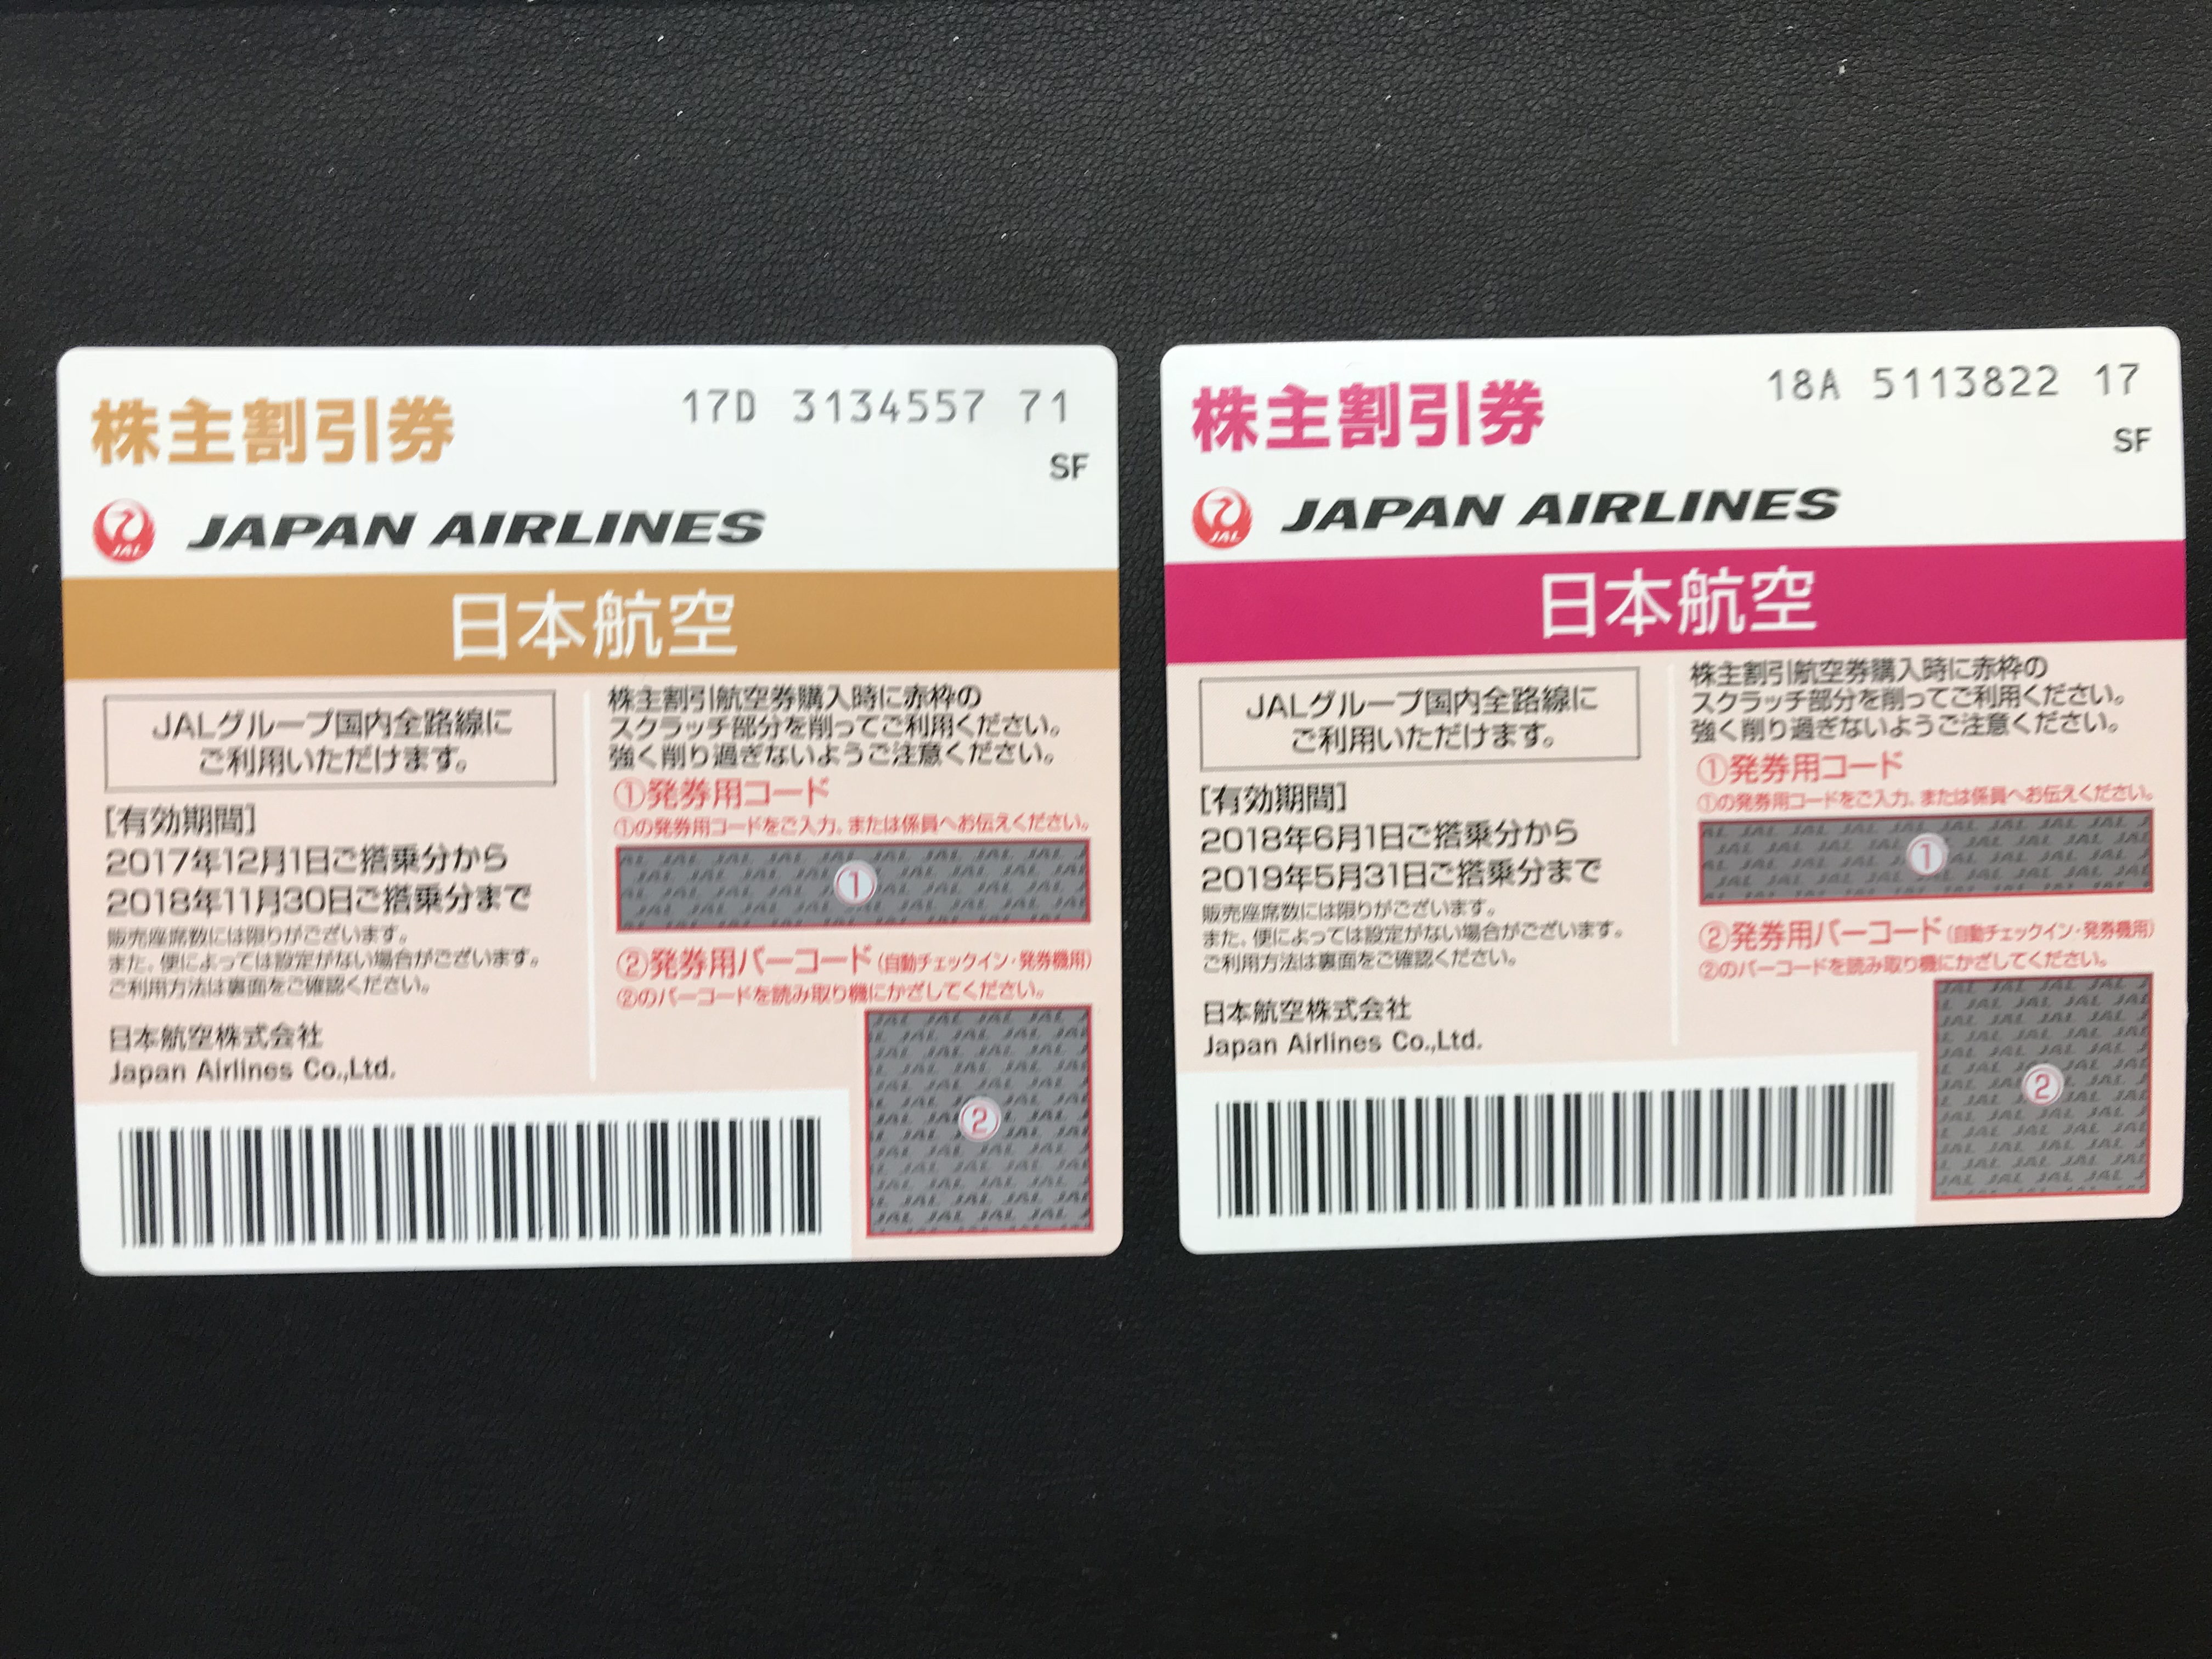 株主割引券
17D 3134557 71
SF
JAL
JAPAN AIRLINES
日本航空
JALグループ国内全路線に
ご利用いただけます。
[有効期間]
2017年12月1日ご搭乗分から
2018年11月30日ご搭乗分まで
販売座席数には限りがございます。
また、便によっては設定がない場合がございます。
ご利用方法は裏面をご確認ください。
日本航空株式会社
Japan Airlines Co.,Ltd.
株主割引航空券購入時に赤枠の
スクラッチ部分を削ってご利用ください。
強く削り過ぎないようご注意ください。
①発券用コード
①の発券用コードをご入力、または係員へお伝えください。
①
②発券用バーコード(自動チェックイン・発券機用)
②のバーコードを読み取り機にかざしてください。
②
株主割引券
18A 5113822 17
SF
JAL
JAPAN AIRLINES
日本航空
JALグループ国内全路線に
ご利用いただけます。
[有効期間]
2018年6月1日ご搭乗分から
2019年5月31日ご搭乗分まで
販売座席数には限りがございます。
また、便によっては設定がない場合がございます。
ご利用方法は裏面をご確認ください。
日本航空株式会社
Japan Airlines Co.,Ltd.
株主割引航空券購入時に赤枠の
スクラッチ部分を削ってご利用ください。
強く削り過ぎないようご注意ください。
①発券用コード
①の発券用コードをご入力、または係員へお伝えください。
①
②発券用バーコード(自動チェックイン・発券機用)
②のバーコードを読み取り機にかざしてください。
②